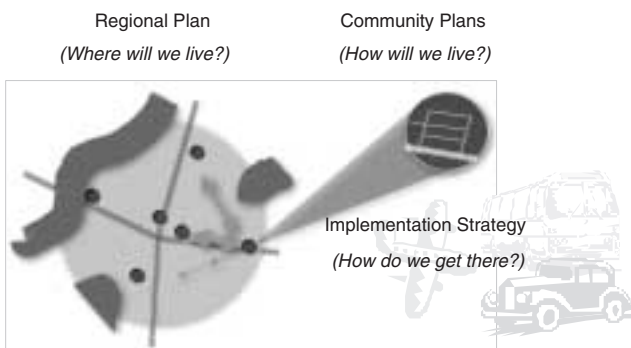 Regional Plan
(Where will we live?)
Community Plans
(How will we live?)
Implementation Strategy
(How do we get there?)